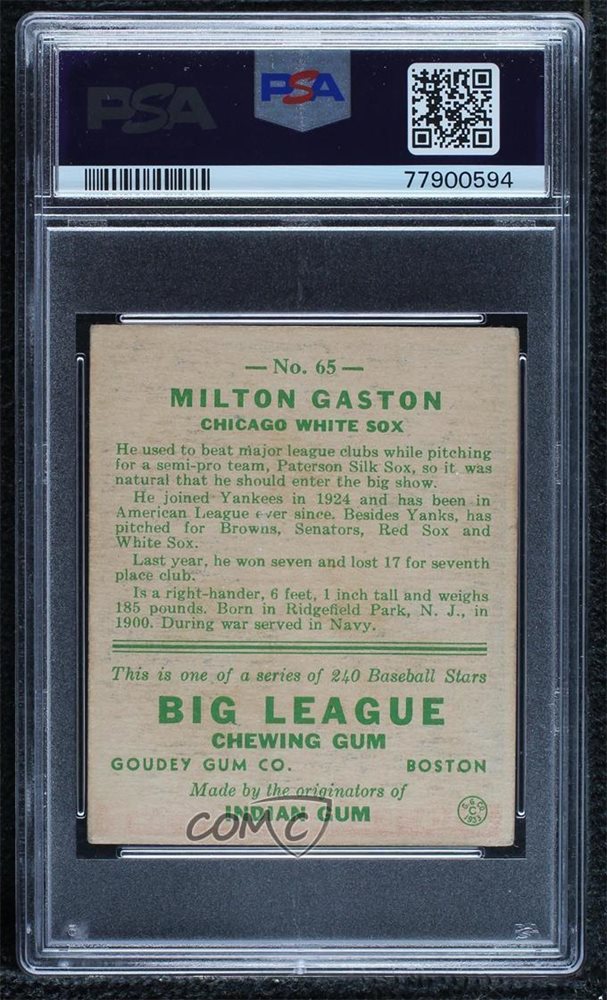 PSA
PSA
77900594
— No. 65 —
MILTON GASTON
CHICAGO WHITE SOX
He used to beat major league clubs while pitching
for a semi-pro team, Paterson Silk Sox, so it was
natural that he should enter the big show.
He joined Yankees in 1924 and has been in
American League ever since. Besides Yanks, has
pitched for Browns, Senators, Red Sox and
White Sox.
Last year, he won seven and lost 17 for seventh
place club.
Is a right-hander, 6 feet, 1 inch tall and weighs
185 pounds. Born in Ridgefield Park, N. J., in
1900. During war served in Navy.
This is one of a series of 240 Baseball Stars
BIG LEAGUE
CHEWING GUM
GOUDEY GUM CO. BOSTON
Made by the originators of
INDIAN GUM
G. G. CO.
C
1933
COMC